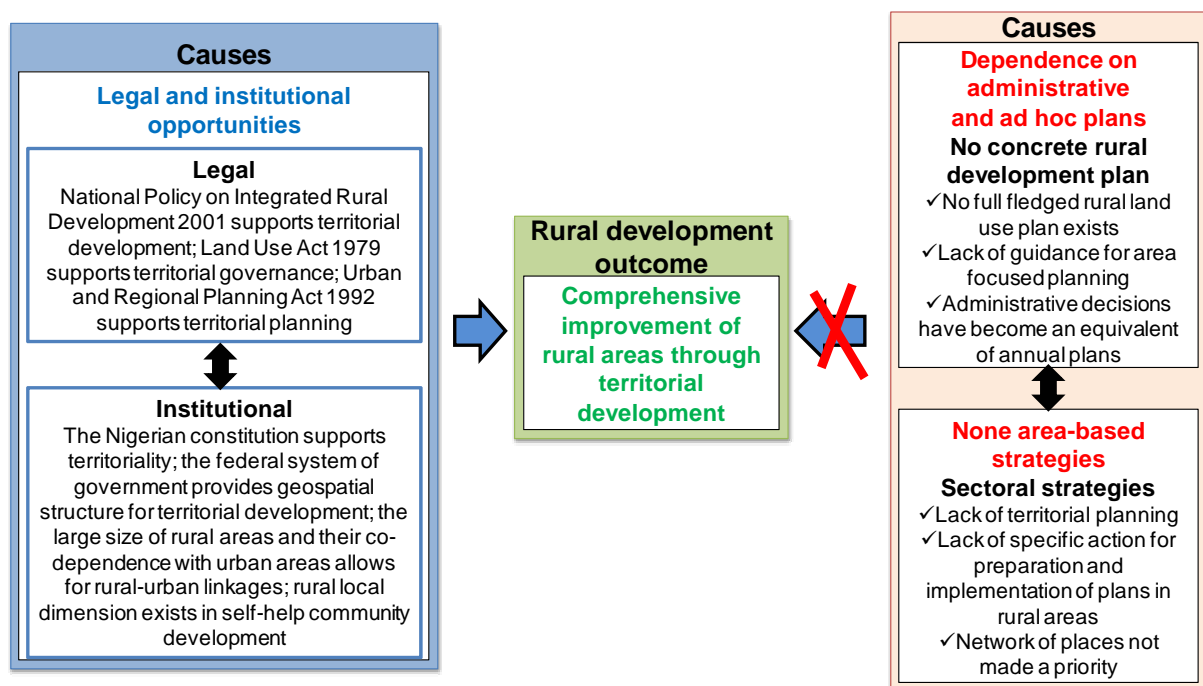 Causes
Legal and institutional
opportunities
Legal
National Policy on Integrated Rural
Development 2001 supports territorial
development; Land Use Act 1979
supports territorial governance; Urban
and Regional Planning Act 1992
supports territorial planning
Institutional
The Nigerian constitution supports
territoriality; the federal system of
government provides geospatial
structure for territorial development; the
large size of rural areas and their co-
dependence with urban areas allows
for rural-urban linkages; rural local
dimension exists in self-help community
development
Rural development
outcome
Comprehensive
improvement of
rural areas through
territorial
development
Causes
Dependence on
administrative
and ad hoc plans
No concrete rural
development plan
✓No full fledged rural land
use plan exists
✓Lack of guidance for area
focused planning
✓Administrative decisions
have become an equivalent
of annual plans
None area-based
strategies
Sectoral strategies
✓Lack of territorial planning
✓Lack of specific action for
preparation and
implementation of plans in
rural areas
✓Network of places not
made a priority